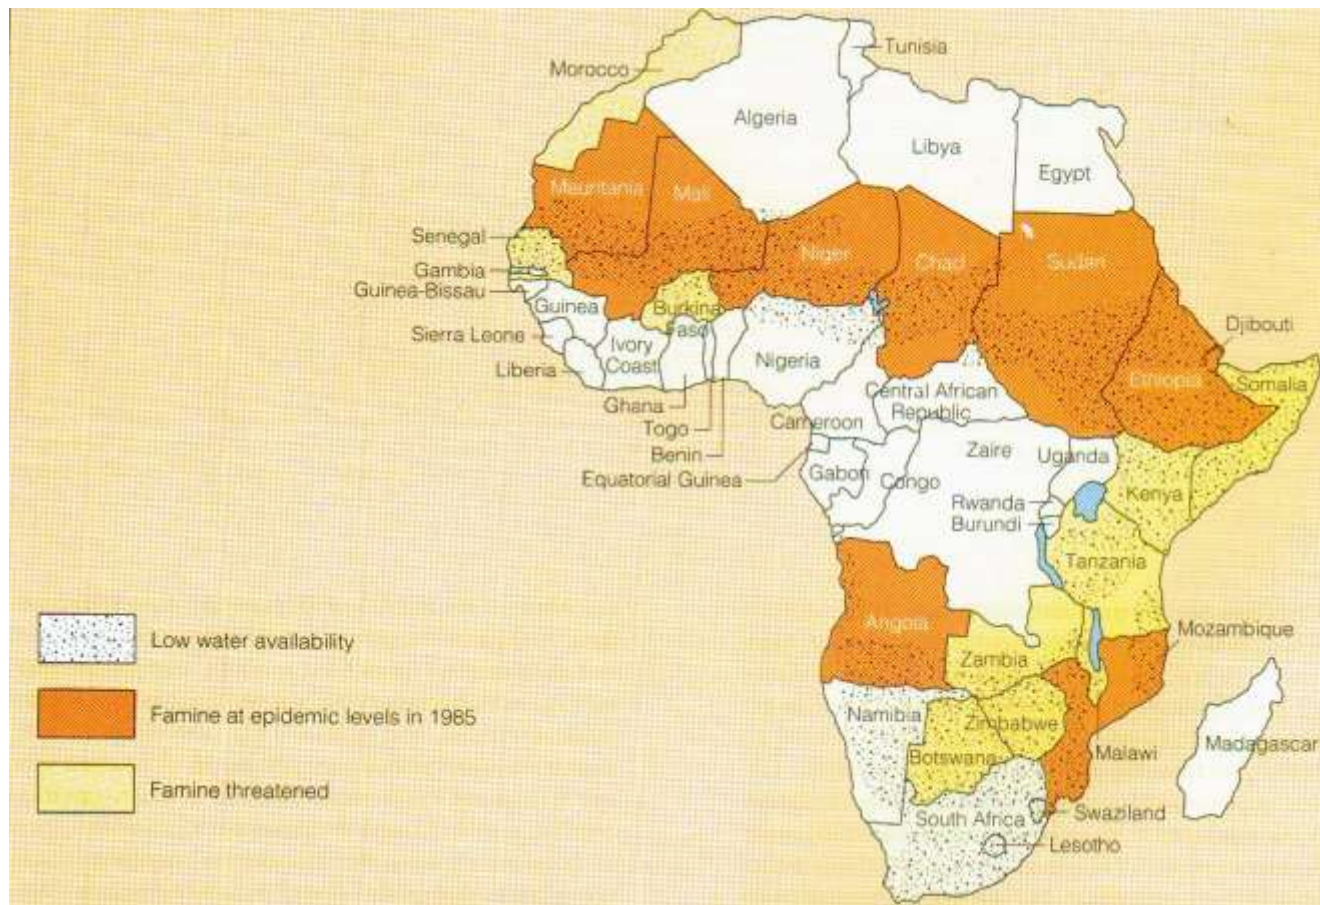 Tunisia
Morocco
Algeria
Libya
Egypt
Mauritania
Mali
Niger
Chad
Sudan
Senegal
Gambia
Guinea-Bissau
Guinea
Burkina
Faso
Djibouti
Sierra Leone
Ivory
Coast
Nigeria
Liberia
Ethiopia
Somalia
Ghana
Central African
Republic
Togo
Cameroon
Benin
Zaire
Uganda
Equatorial Guinea
Gabon
Congo
Kenya
Rwanda
Burundi
Tanzania
Angola
Mozambique
Low water availability
Zambia
Namibia
Zimbabwe
Famine at epidemic levels in 1985
Botswana
Malawi
Madagascar
Famine threatened
South Africa
Swaziland
Lesotho